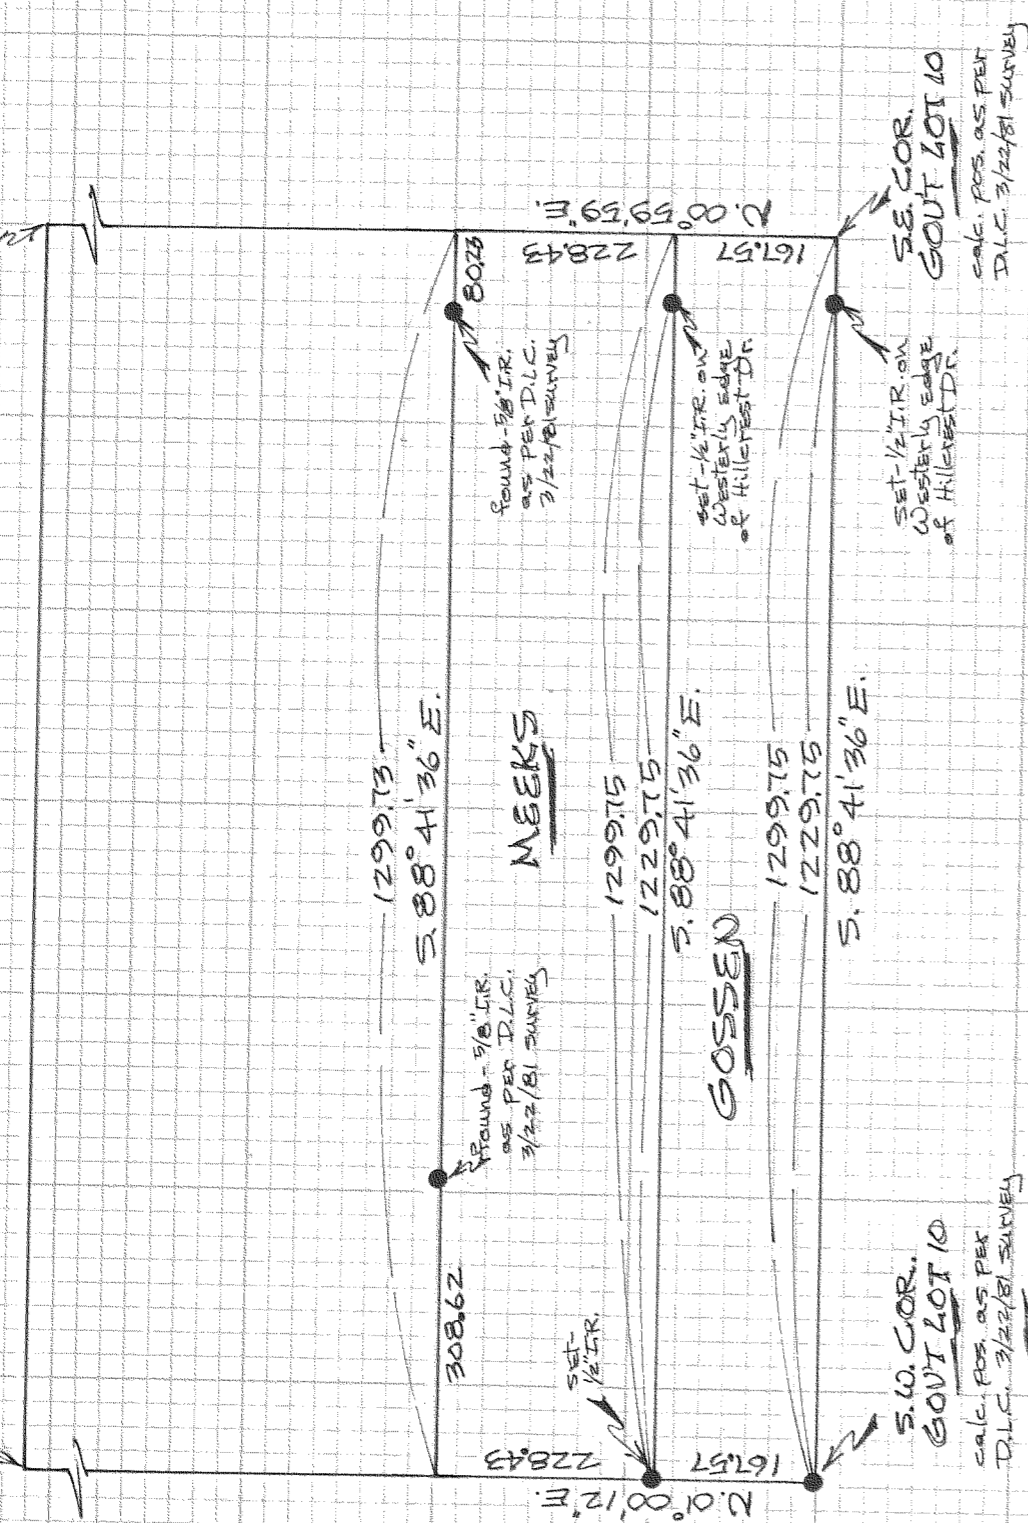 1299.73
S. 88° 41' 36" E.
308.62
80.23
found - 5/8" I.R.
as per D.L.C.
3/22/81 survey
found - 5/8" I.R.
as per D.L.C.
3/22/81 survey
MEEKS
228.43
N. 01° 00' 12" E.
228.43
N. 00° 59' 59" E.
set -
1/2" I.R.
1299.75
1229.75
S. 88° 41' 36" E.
set - 1/2" I.R. on
Westerly edge
of Hillcrest Dr.
GOSSEN
167.57
167.57
1299.75
1229.75
S. 88° 41' 36" E.
set - 1/2" I.R. on
Westerly edge
of Hillcrest Dr.
S.W. COR.
GOV'T LOT 10
calc. pos. as per
D.L.C. 3/22/81 survey
S.E. COR.
GOV'T LOT 10
calc. pos. as per
D.L.C. 3/22/81 survey